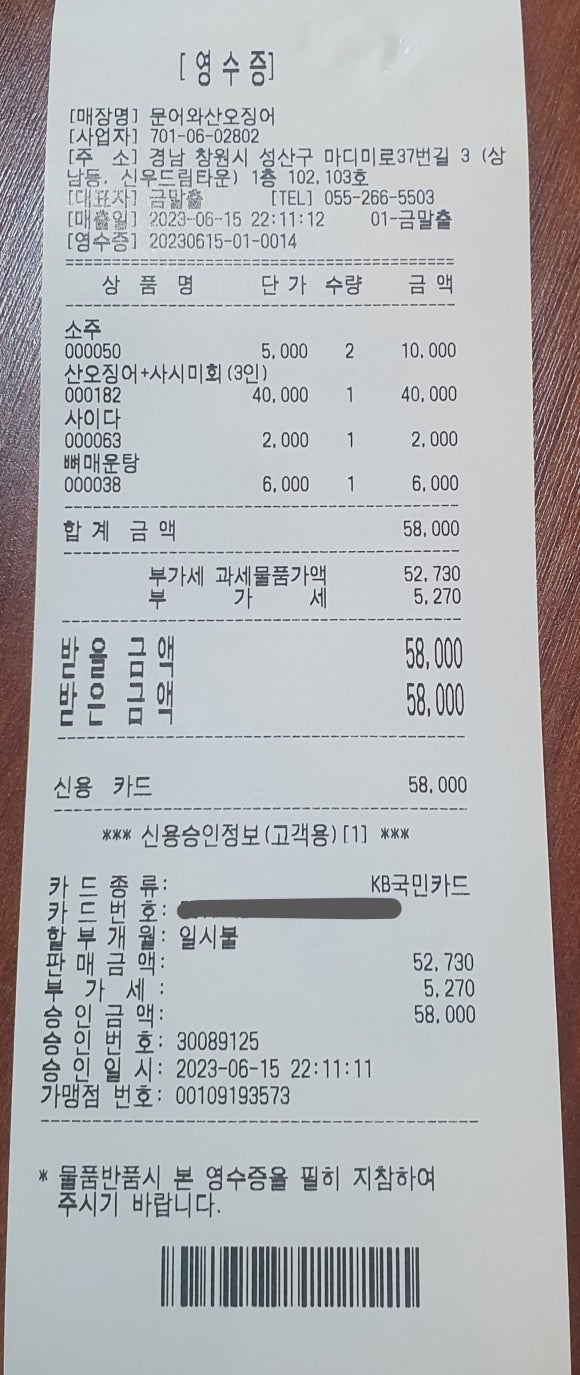 [영수증]
[매장명] 문어와산오징어
[사업자] 701-06-02802
[주 소] 경남 창원시 성산구 마디미로37번길 3 (상
남동, 신우드림타운) 1층 102,103호
[대표자] 금말출 [TEL] 055-266-5503
[매출일] 2023-06-15 22:11:12 01-금말출
[영수증] 20230615-01-0014
상 품 명 단 가 수량 금 액
소주
000050 5,000 2 10,000
산오징어+사시미회(3인)
000182 40,000 1 40,000
사이다
000063 2,000 1 2,000
뼈매운탕
000038 6,000 1 6,000
합 계 금 액 58,000
부가세 과세물품가액 52,730
부 가 세 5,270
받을 금액 58,000
받은 금액 58,000
신용 카드 58,000
*** 신용승인정보(고객용)[1] ***
카 드 종 류: KB국민카드
카 드 번 호:
할 부 개 월: 일시불
판 매 금 액: 52,730
부 가 세 : 5,270
승 인 금 액: 58,000
승 인 번 호: 30089125
승 인 일 시: 2023-06-15 22:11:11
가맹점 번호: 00109193573
* 물품반품시 본 영수증을 필히 지참하여
주시기 바랍니다.